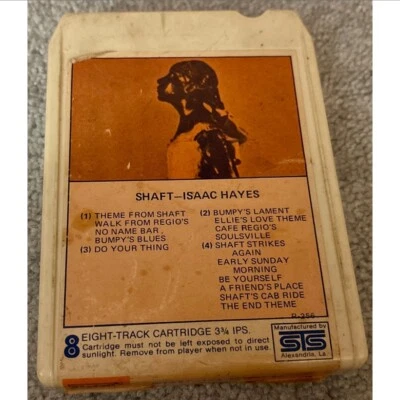 SHAFT—ISAAC HAYES
(1) THEME FROM SHAFT
WALK FROM REGIO'S
NO NAME BAR
BUMPY'S BLUES
(3) DO YOUR THING
(2) BUMPY'S LAMENT
ELLIE'S LOVE THEME
CAFE REGIO'S
SOULSVILLE
(4) SHAFT STRIKES
AGAIN
EARLY SUNDAY
MORNING
BE YOURSELF
A FRIEND'S PLACE
SHAFT'S CAB RIDE
THE END THEME
R-356
8 EIGHT-TRACK CARTRIDGE 3¾ IPS.
Cartridge must not be left exposed to direct
sunlight. Remove from player when not in use.
Manufactured by
STS
Alexandria, La.